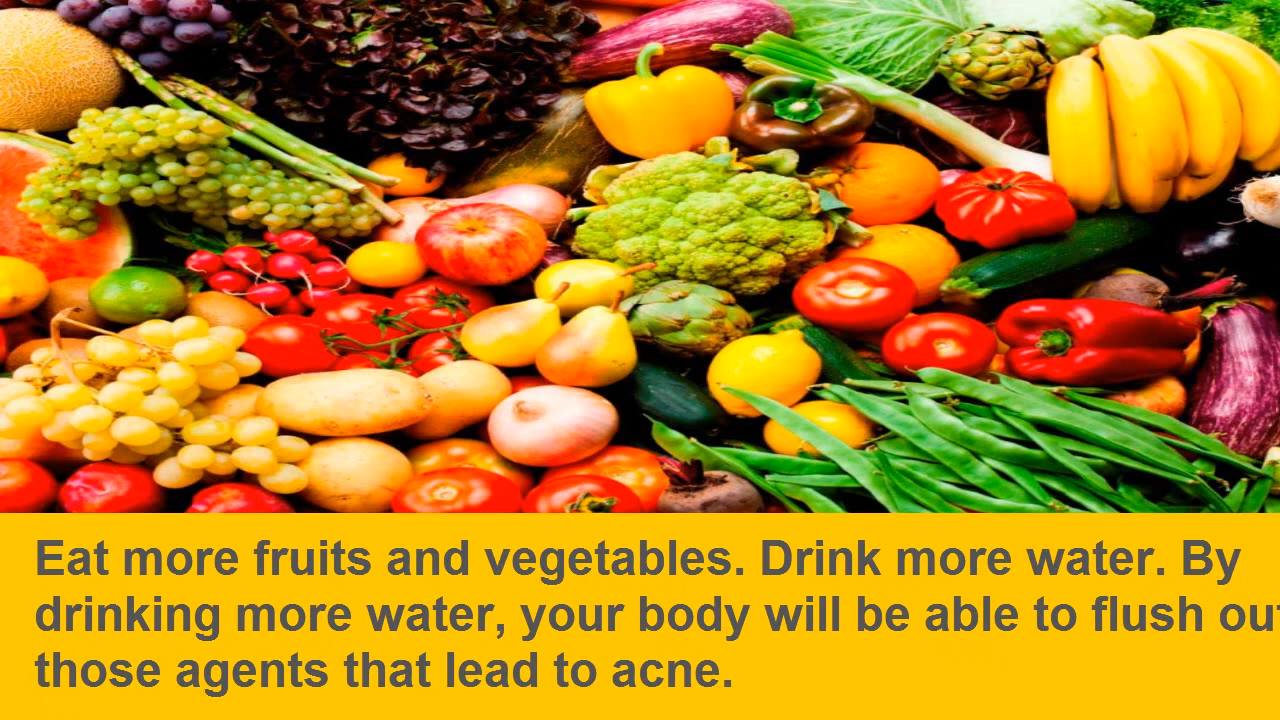 Eat more fruits and vegetables. Drink more water. By
drinking more water, your body will be able to flush ou
those agents that lead to acne.